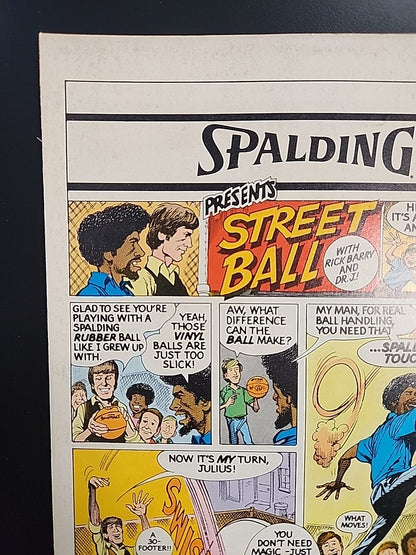 SPALDING
PRESENTS
STREET
BALL
WITH
RICK BARRY
AND
DR.J!
IT'S A
AN
GLAD TO SEE YOU'RE
PLAYING WITH A
SPALDING
RUBBER BALL
LIKE I GREW UP
WITH.
YEAH,
THOSE
VINYL
BALLS ARE
JUST TOO
SLICK!
AW, WHAT
DIFFERENCE
CAN THE
BALL MAKE?
MY MAN, FOR REAL
BALL HANDLING,
YOU NEED THAT
...SPAL
TOUC
NOW IT'S MY TURN,
JULIUS!
A
30-
FOOTER!!
YOU
DON'T NEED
MAGIC - JUST
WHAT
MOVES!